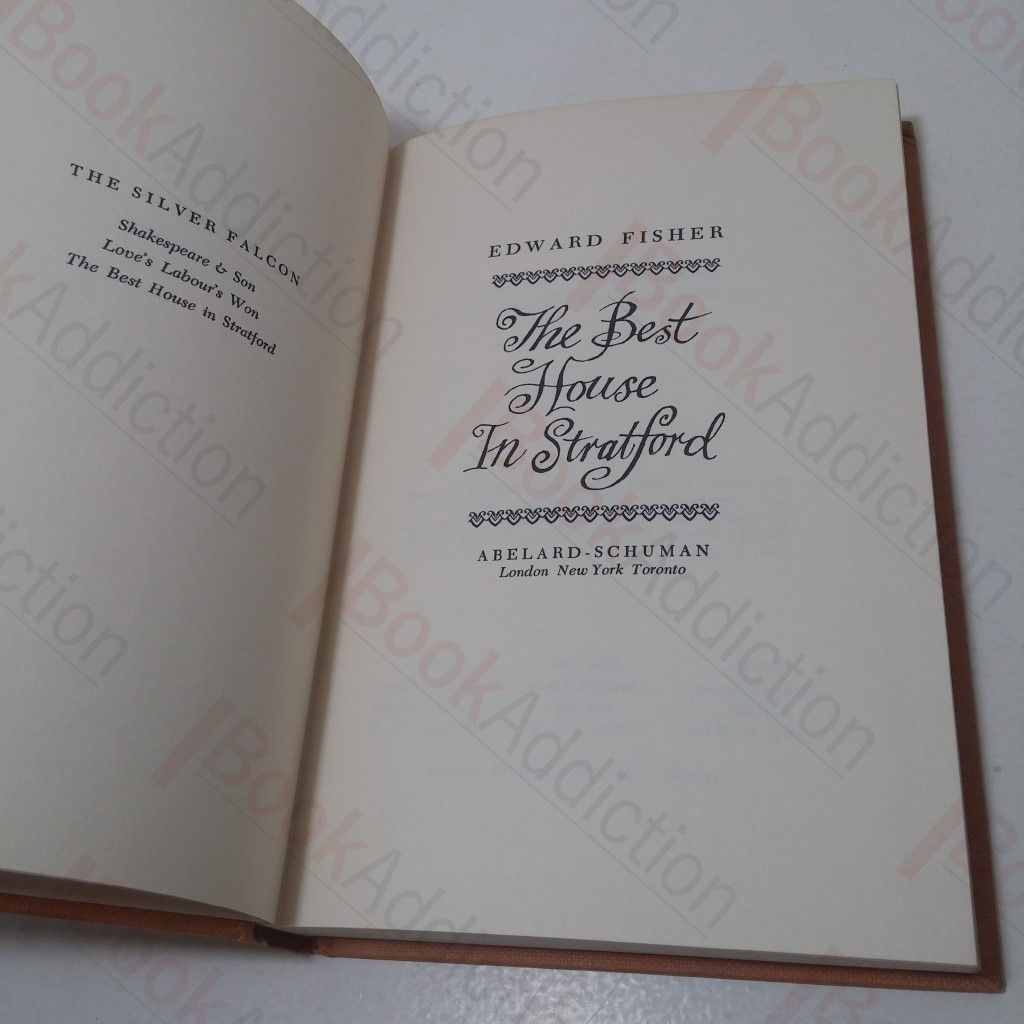 THE SILVER FALCON
Shakespeare & Son
Love's Labour's Won
The Best House in Stratford
EDWARD FISHER
The Best
House
In Stratford
ABELARD-SCHUMAN
London New York Toronto
BookAddiction